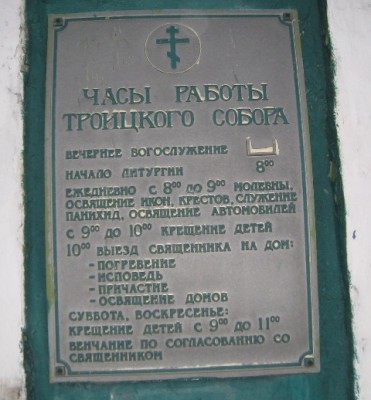 ЧАСЫ РАБОТЫ
ТРОИЦКОГО СОБОРА
ВЕЧЕРНЕЕ БОГОСЛУЖЕНИЕ
НАЧАЛО ЛИТУРГИИ 8⁰⁰
ЕЖЕДНЕВНО С 8⁰⁰ ДО 9⁰⁰ МОЛЕБНЫ,
ОСВЯЩЕНИЕ ИКОН, КРЕСТОВ, СЛУЖЕНИЕ
ПАНИХИД, ОСВЯЩЕНИЕ АВТОМОБИЛЕЙ
С 9⁰⁰ ДО 10⁰⁰ КРЕЩЕНИЕ ДЕТЕЙ
10⁰⁰ ВЫЕЗД СВЯЩЕННИКА НА ДОМ:
-ПОГРЕБЕНИЕ
-ИСПОВЕДЬ
-ПРИЧАСТИЕ
-ОСВЯЩЕНИЕ ДОМОВ
СУББОТА, ВОСКРЕСЕНЬЕ:
КРЕЩЕНИЕ ДЕТЕЙ С 9⁰⁰ ДО 11⁰⁰
ВЕНЧАНИЕ ПО СОГЛАСОВАНИЮ СО
СВЯЩЕННИКОМ